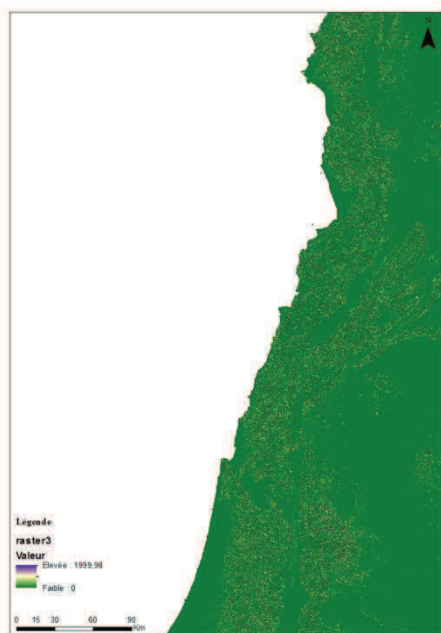 N
Légende
raster3
Valeur
Elevée : 1999.98
Faible : 0
0 15 30 60 90
Km